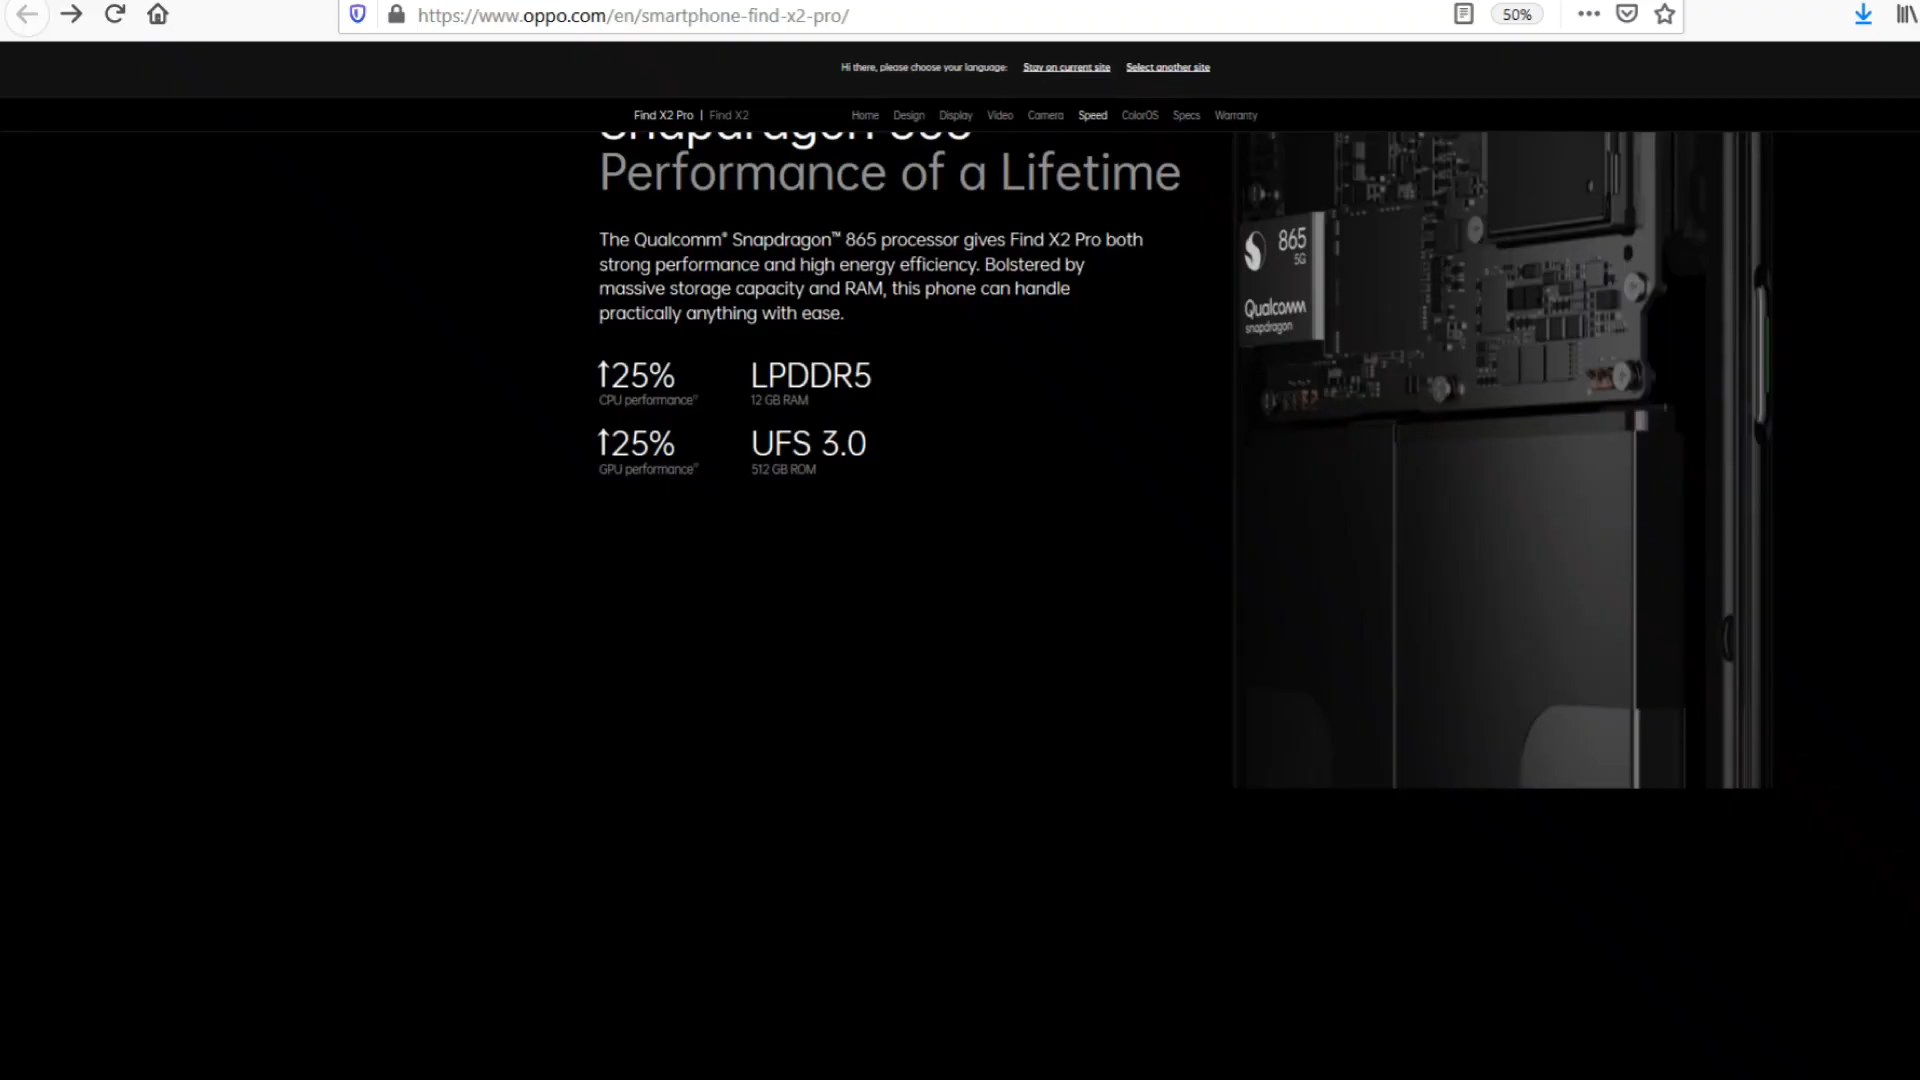 https://www.oppo.com/en/smartphone-find-x2-pro/
50%
Hi there, please choose your language: Stay on current site Select another site
Find X2 Pro | Find X2 Home Design Display Video Camera Speed ColorOS Specs Warranty
Snapdragon 865
Performance of a Lifetime
The Qualcomm® Snapdragon™ 865 processor gives Find X2 Pro both
strong performance and high energy efficiency. Bolstered by
massive storage capacity and RAM, this phone can handle
practically anything with ease.
↑25% LPDDR5
CPU performance 12 GB RAM
↑25% UFS 3.0
GPU performance 512 GB ROM
865
5G
Qualcomm
snapdragon